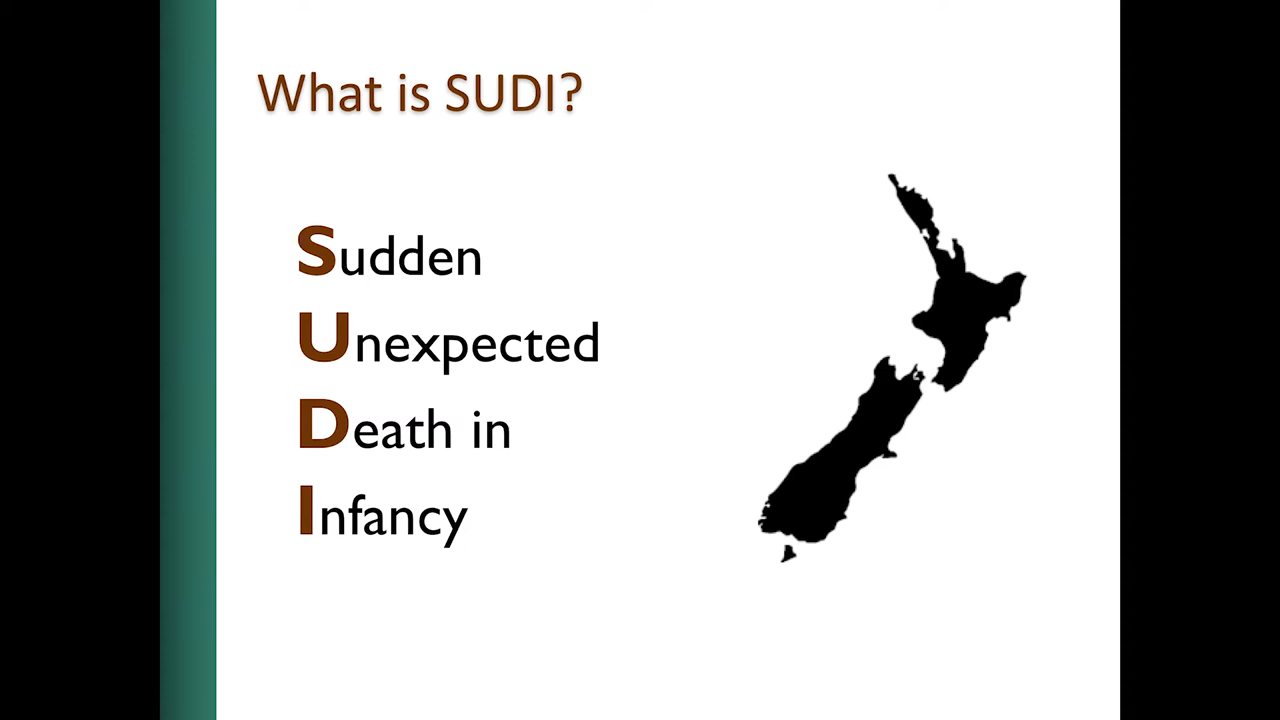 What is SUDI?
Sudden
Unexpected
Death in
Infancy